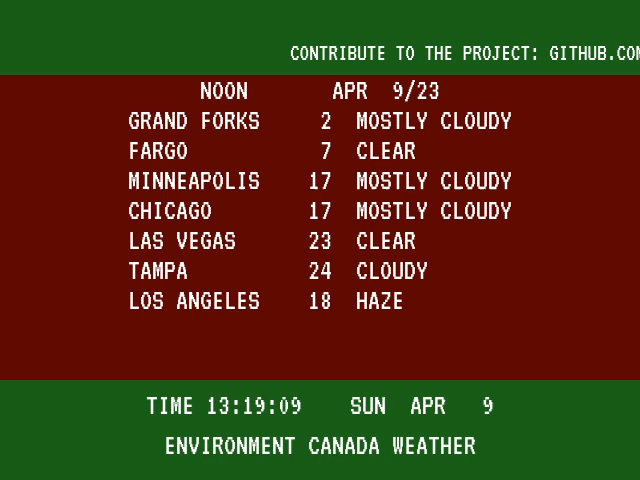 CONTRIBUTE TO THE PROJECT: GITHUB.COM
NOON APR 9/23
GRAND FORKS 2 MOSTLY CLOUDY
FARGO 7 CLEAR
MINNEAPOLIS 17 MOSTLY CLOUDY
CHICAGO 17 MOSTLY CLOUDY
LAS VEGAS 23 CLEAR
TAMPA 24 CLOUDY
LOS ANGELES 18 HAZE
TIME 13:19:09 SUN APR 9
ENVIRONMENT CANADA WEATHER